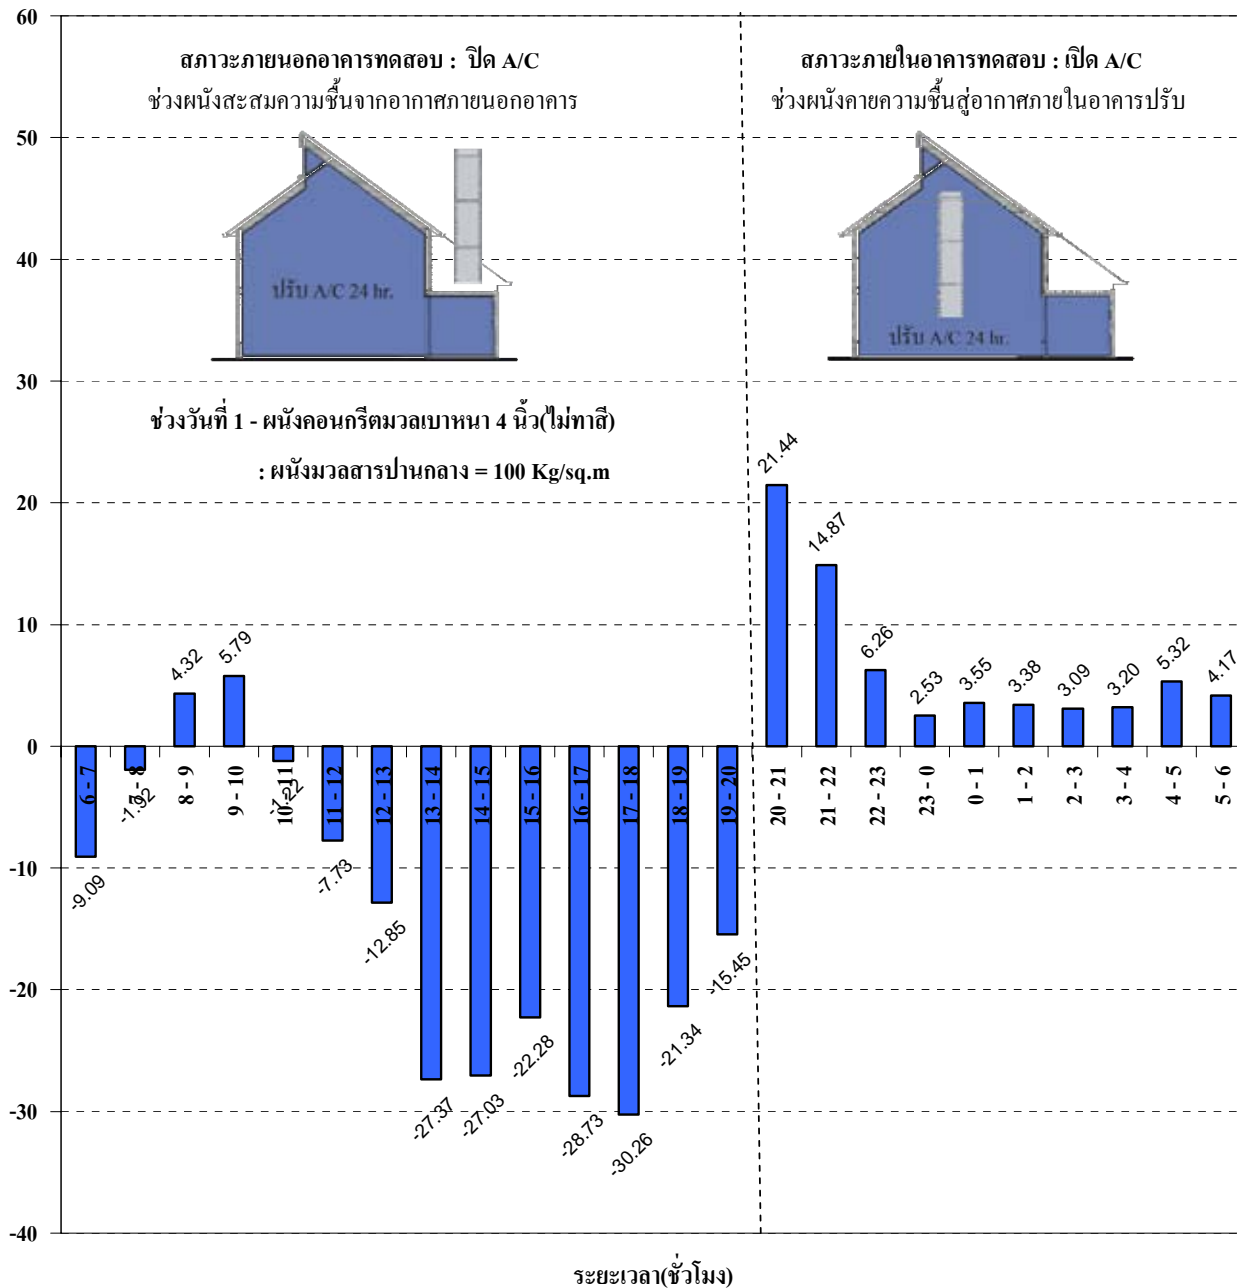 60
50
40
30
20
10
0
-10
-20
-30
-40
สภาวะภายนอกอาคารทดสอบ : ปิด A/C
ช่วงผนังสะสมความชื้นจากอากาศภายนอกอาคาร
ปรับ A/C 24 hr.
ช่วงวันที่ 1 - ผนังคอนกรีตมวลเบาหนา 4 นิ้ว(ไม่ทาสี)
: ผนังมวลสารปานกลาง = 100 Kg/sq.m
สภาวะภายในอาคารทดสอบ : เปิด A/C
ช่วงผนังคายความชื้นสู่อากาศภายในอาคารปรับ
ปรับ A/C 24 hr.
-9.09
-1.92
4.32
5.79
-1.22
-7.73
-12.85
-27.37
-27.03
-22.28
-28.73
-30.26
-21.34
-15.45
21.44
14.87
6.26
2.53
3.55
3.38
3.09
3.20
5.32
4.17
6 - 7
7 - 8
8 - 9
9 - 10
10 - 11
11 - 12
12 - 13
13 - 14
14 - 15
15 - 16
16 - 17
17 - 18
18 - 19
19 - 20
20 - 21
21 - 22
22 - 23
23 - 0
0 - 1
1 - 2
2 - 3
3 - 4
4 - 5
5 - 6
ระยะเวลา(ชั่วโมง)